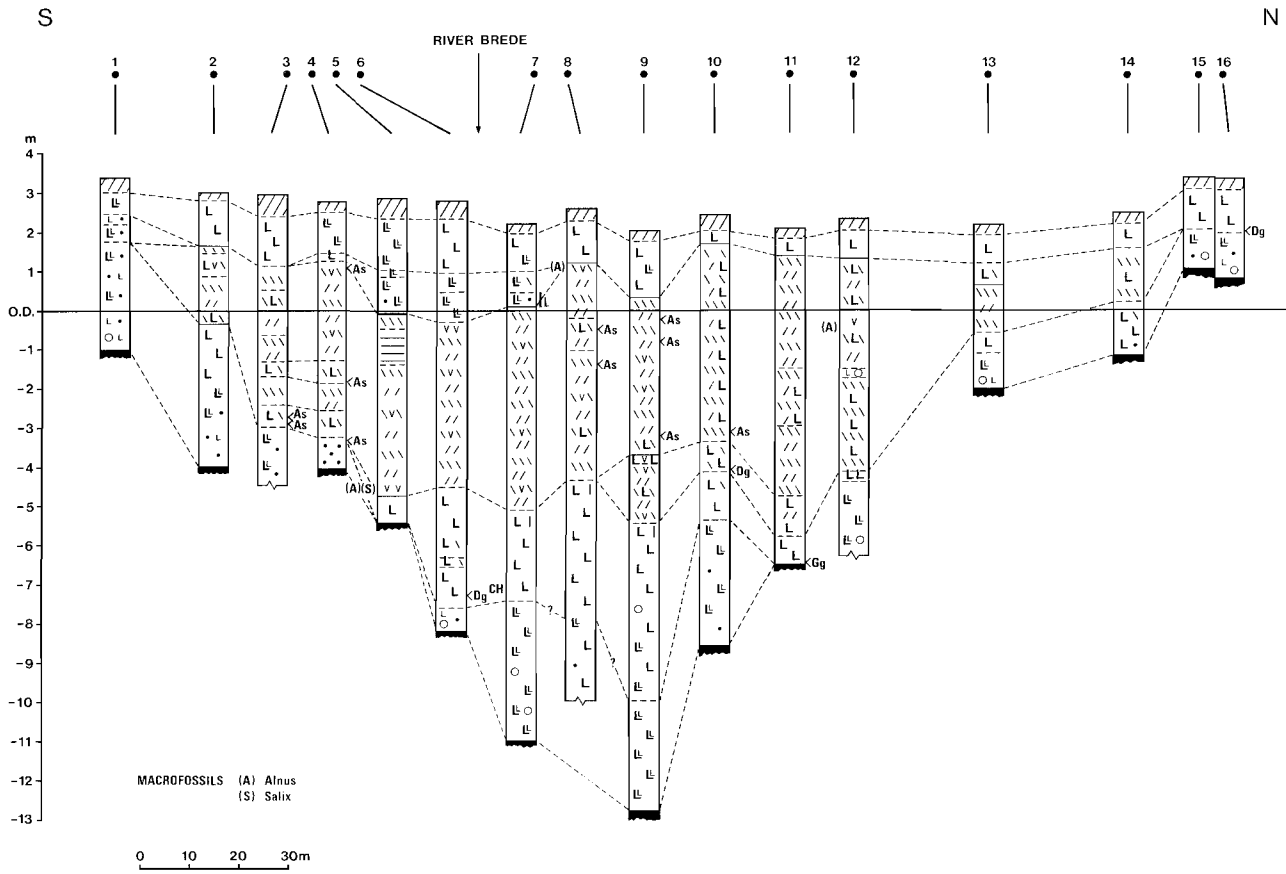 S N
RIVER BREDE
1 2 3 4 5 6 7 8 9 10 11 12 13 14 15 16
m
4
3
2
1
O.D.
-1
-2
-3
-4
-5
-6
-7
-8
-9
-10
-11
-12
-13
<As
<As
<As
<As
<As
(A)(S)
<Dg CH
?
(A)
<As
<As
?
<As
<As
<As
<As
<Dg
<Gg
(A)
<Dg
MACROFOSSILS (A) Alnus
(S) Salix
0 10 20 30m